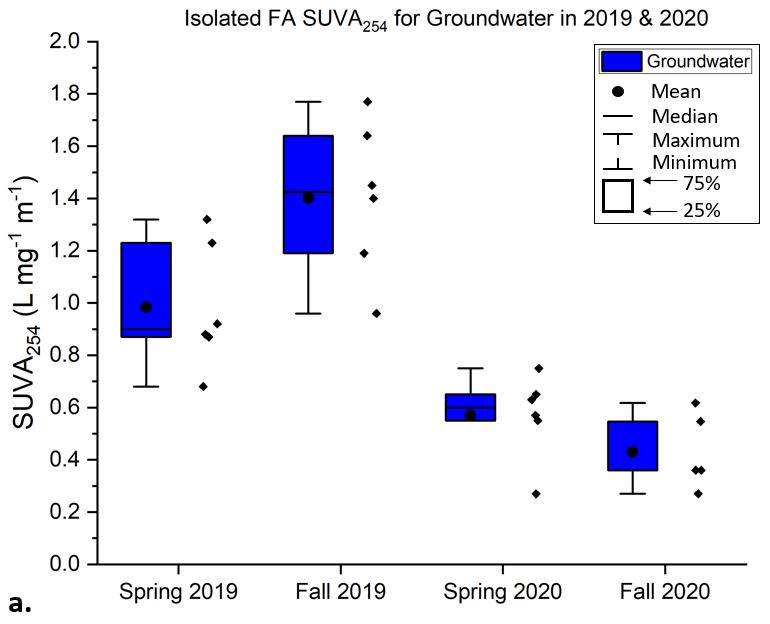 Isolated FA SUVA254 for Groundwater in 2019 & 2020
2.0
1.8
1.6
1.4
1.2
1.0
0.8
0.6
0.4
0.2
0.0
SUVA254 (L mg-1 m-1)
Groundwater
Mean
Median
Maximum
Minimum
75%
25%
Spring 2019 Fall 2019 Spring 2020 Fall 2020
a.